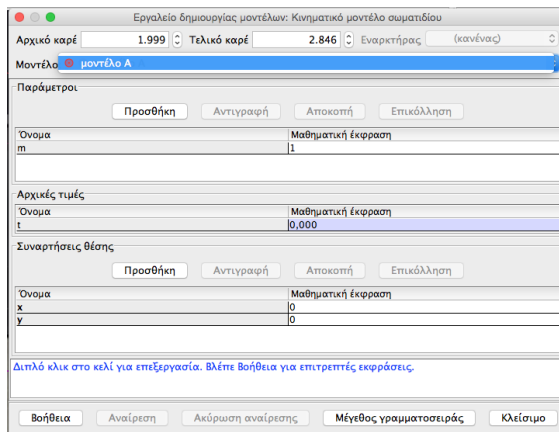 Εργαλείο δημιουργίας μοντέλων: Κινηματικό μοντέλο σωματιδίου
Αρχικό καρέ 1.999 Τελικό καρέ 2.846 Εναρκτήρας (κανένας)
Μοντέλο μοντέλο A
Παράμετροι
Προσθήκη Αντιγραφή Αποκοπή Επικόλληση
Όνομα Μαθηματική έκφραση
m 1
Αρχικές τιμές
Όνομα Μαθηματική έκφραση
t 0,000
Συναρτήσεις θέσης
Προσθήκη Αντιγραφή Αποκοπή Επικόλληση
Όνομα Μαθηματική έκφραση
x 0
y 0
Διπλό κλικ στο κελί για επεξεργασία. Βλέπε Βοήθεια για επιτρεπτές εκφράσεις.
Βοήθεια Αναίρεση Ακύρωση αναίρεσης Μέγεθος γραμματοσειράς Κλείσιμο